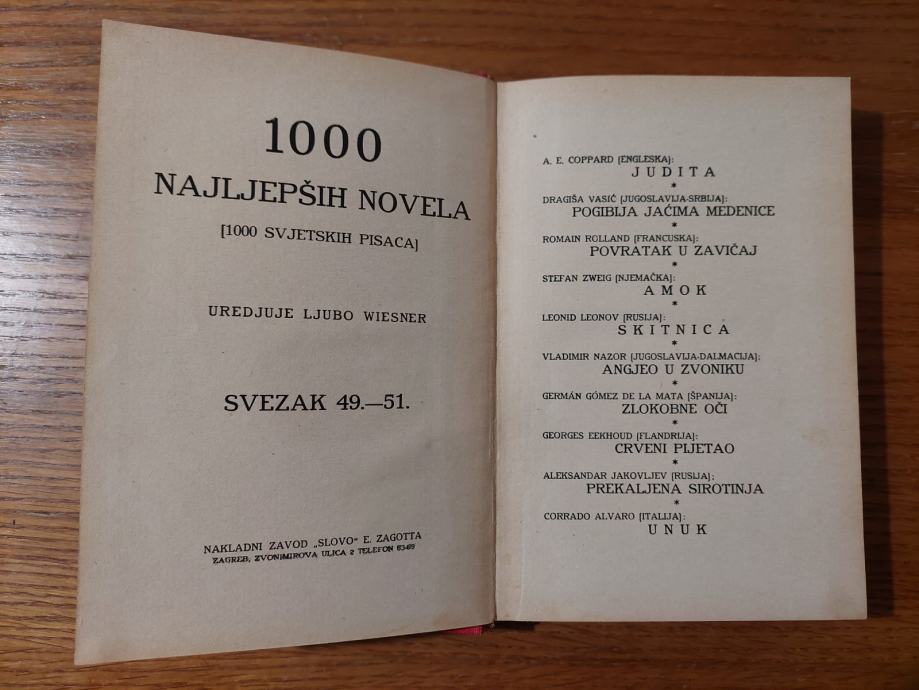 1000
NAJLJEPŠIH NOVELA
[1000 SVJETSKIH PISACA]
UREDJUJE LJUBO WIESNER
SVEZAK 49.—51.
NAKLADNI ZAVOD „SLOVO“ E. ZAGOTTA
ZAGREB, ZVONIMIROVA ULICA 2 TELEFON 63-69
A. E. COPPARD [ENGLESKA]:
JUDITA
*
DRAGIŠA VASIĆ [JUGOSLAVIJA-SRBIJA]:
POGIBIJA JAĆIMA MEDENICE
*
ROMAIN ROLLAND [FRANCUSKA]:
POVRATAK U ZAVIČAJ
*
STEFAN ZWEIG [NJEMAČKA]:
AMOK
*
LEONID LEONOV [RUSIJA]:
SKITNICA
*
VLADIMIR NAZOR [JUGOSLAVIJA-DALMACIJA]:
ANGJEO U ZVONIKU
*
GERMÁN GÓMEZ DE LA MATA [ŠPANIJA]:
ZLOKOBNE OČI
*
GEORGES EEKHOUD [FLANDRIJA]:
CRVENI PIJETAO
*
ALEKSANDAR JAKOVLJEV [RUSIJA]:
PREKALJENA SIROTINJA
*
CORRADO ALVARO [ITALIJA]:
UNUK